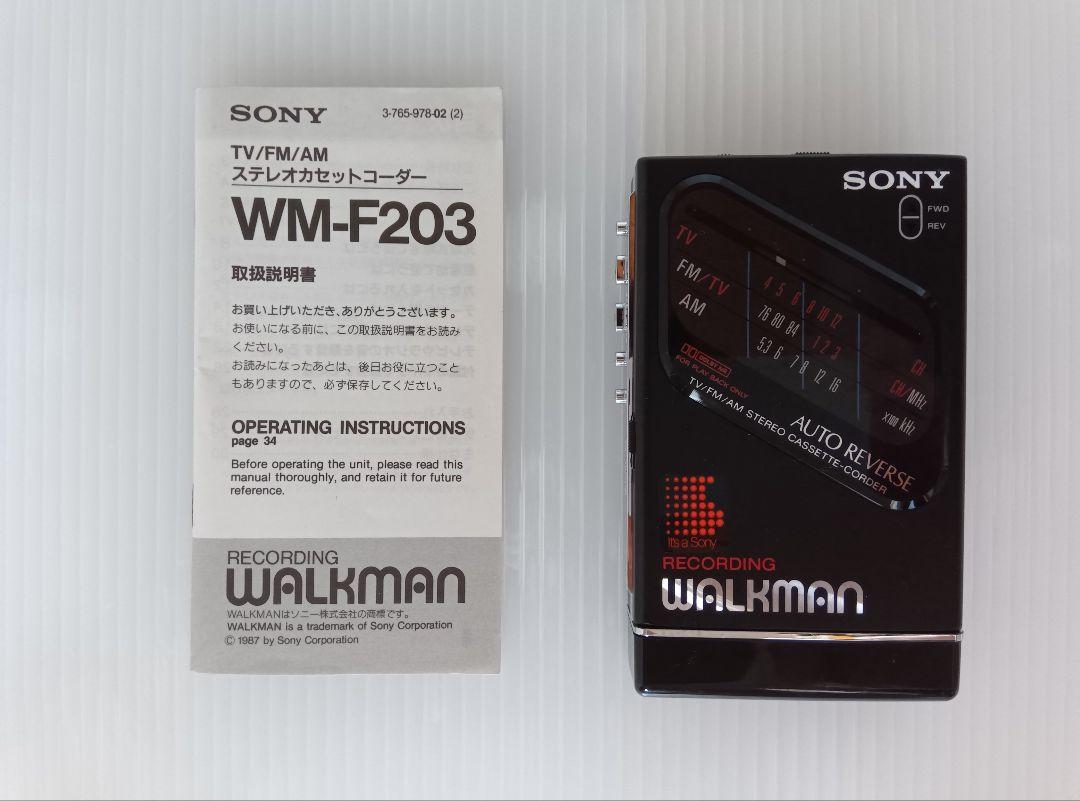 SONY
3-765-978-02 (2)
TV/FM/AM
ステレオカセットコーダー
WM-F203
取扱説明書
お買い上げいただき、ありがとうございます。
お使いになる前に、この取扱説明書をお読み
ください。
お読みになったあとは、後日お役に立つこと
もありますので、必ず保存してください。
OPERATING INSTRUCTIONS
page 34
Before operating the unit, please read this
manual thoroughly, and retain it for future
reference.
RECORDING
WALKMAN
WALKMANはソニー株式会社の商標です。
WALKMAN is a trademark of Sony Corporation
© 1987 by Sony Corporation
SONY
FWD
REV
TV
4 5 6 8 10 12
CH
FM/TV
76 80 84 1 2 3
CH/MHz
AM
5.3 6 7 8 12 16
x100 kHz
DOLBY NR
FOR PLAY BACK ONLY
AUTO REVERSE
TV/FM/AM STEREO CASSETTE-CORDER
It's a Sony
RECORDING
WALKMAN